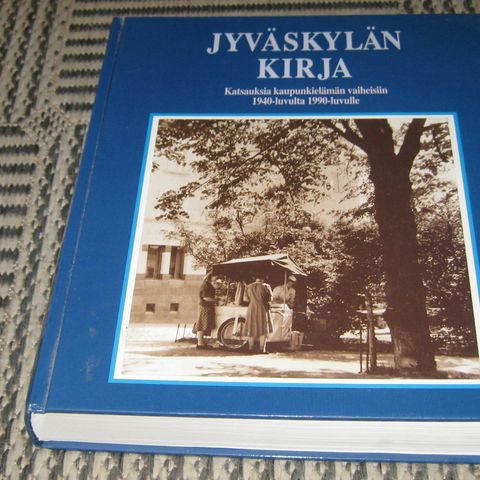 JYVÄSKYLÄN
KIRJA
Katsauksia kaupunkielämän vaiheisiin
1940-luvulta 1990-luvulle